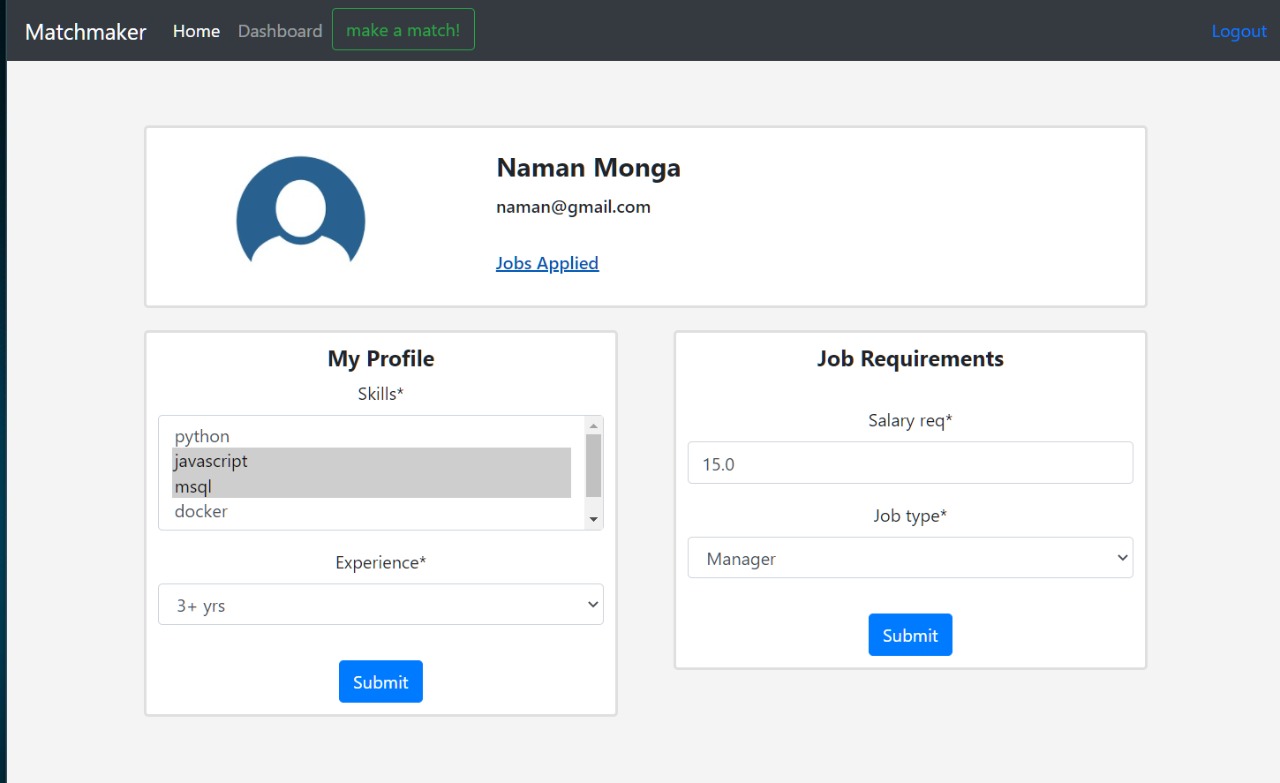 Matchmaker Home Dashboard make a match! Logout
Naman Monga
naman@gmail.com
Jobs Applied
My Profile
Skills*
python
javascript
msql
docker
Experience*
3+ yrs
Submit
Job Requirements
Salary req*
15.0
Job type*
Manager
Submit